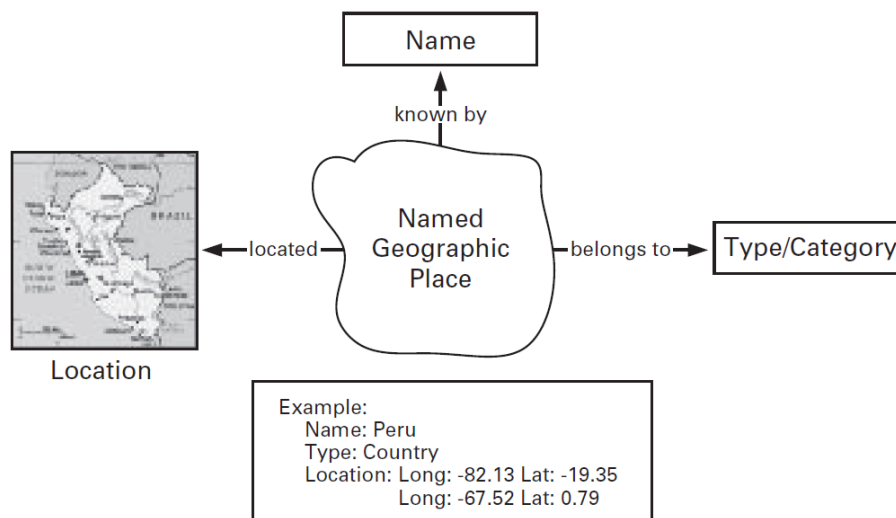 Name
known by
Named
Geographic
Place
located
belongs to
Type/Category
BRAZIL
Location
Example:
Name: Peru
Type: Country
Location: Long: -82.13 Lat: -19.35
Long: -67.52 Lat: 0.79